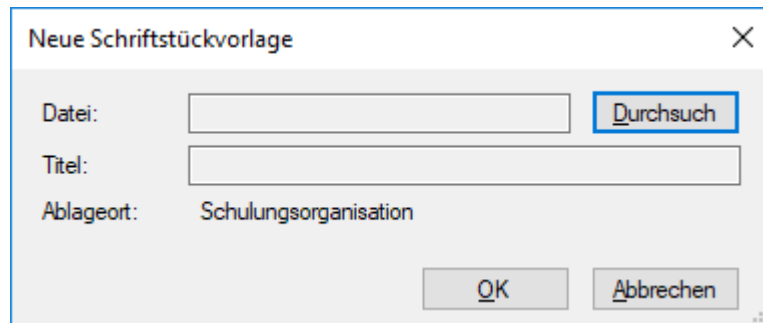 Neue Schriftstückvorlage
Datei: Durchsuch
Titel:
Ablageort: Schulungsorganisation
OK Abbrechen